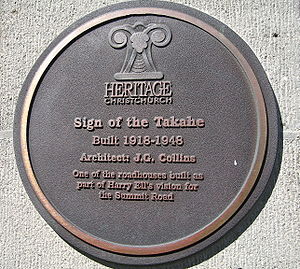 HERITAGE
CHRISTCHURCH
Sign of the Takahe
Built 1918-1948
Architect: J.G. Collins
One of the roadhouses built as
part of Harry Ell's vision for
the Summit Road